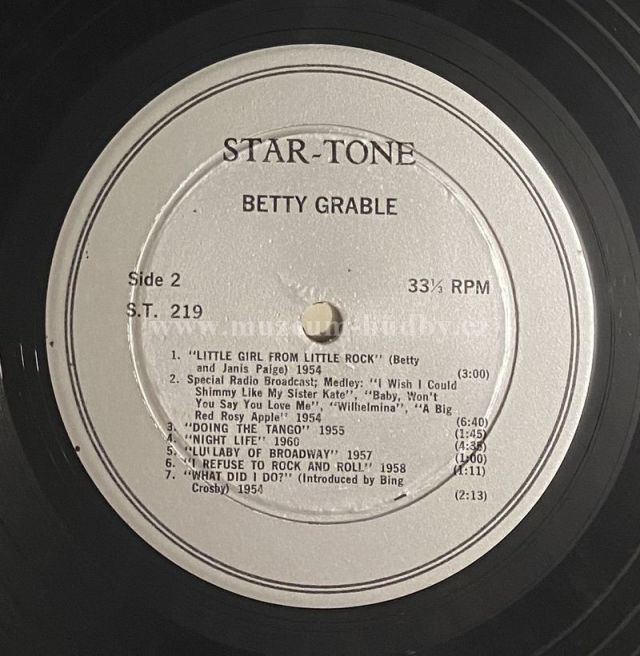 STAR-TONE
BETTY GRABLE
Side 2
33⅓ RPM
S.T. 219
www.muzeum-hudby.cz
1. "LITTLE GIRL FROM LITTLE ROCK" (Betty
and Janis Paige) 1954 (3:00)
2. Special Radio Broadcast; Medley: "I Wish I Could
Shimmy Like My Sister Kate", "Baby, Won't
You Say You Love Me", "Wilhelmina", "A Big
Red Rosy Apple" 1954 (6:40)
3. "DOING THE TANGO" 1955 (1:45)
4. "NIGHT LIFE" 1960 (4:35)
5. "LULLABY OF BROADWAY" 1957 (1:00)
6. "I REFUSE TO ROCK AND ROLL" 1958 (1:11)
7. "WHAT DID I DO?" (Introduced by Bing
Crosby) 1954 (2:13)